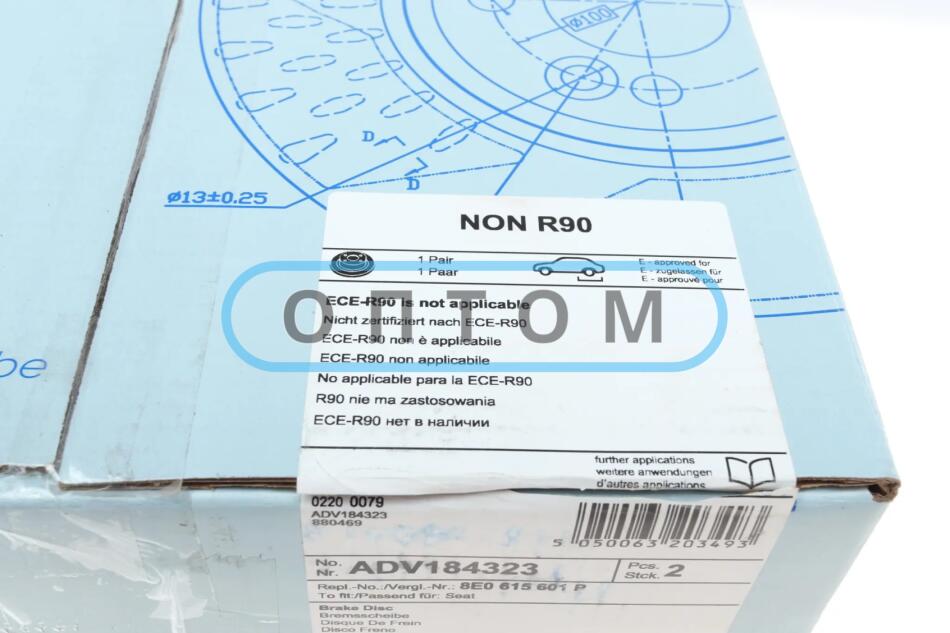 ø100
D
D
ø13±0.25
NON R90
1 Pair
1 Paar
E - approved for
E - zugelassen für
E - approuvé pour
ECE-R90 is not applicable
Nicht zertifiziert nach ECE-R90
ECE-R90 non è applicabile
ECE-R90 non applicabile
No applicable para la ECE-R90
R90 nie ma zastosowania
ECE-R90 нет в наличии
ОПТОМ
be
further applications
weitere anwendungen
d'autres applications
0220 0079
ADV184323
880469
5 050063 203493
No.
Nr. ADV184323
Pcs.
Stck. 2
Repl.-No.:/Vergl.-Nr.: 8E0 615 601 P
To fit:/Passend für: Seat
Brake Disc
Bremsscheibe
Disque De Frein
Disco Freno